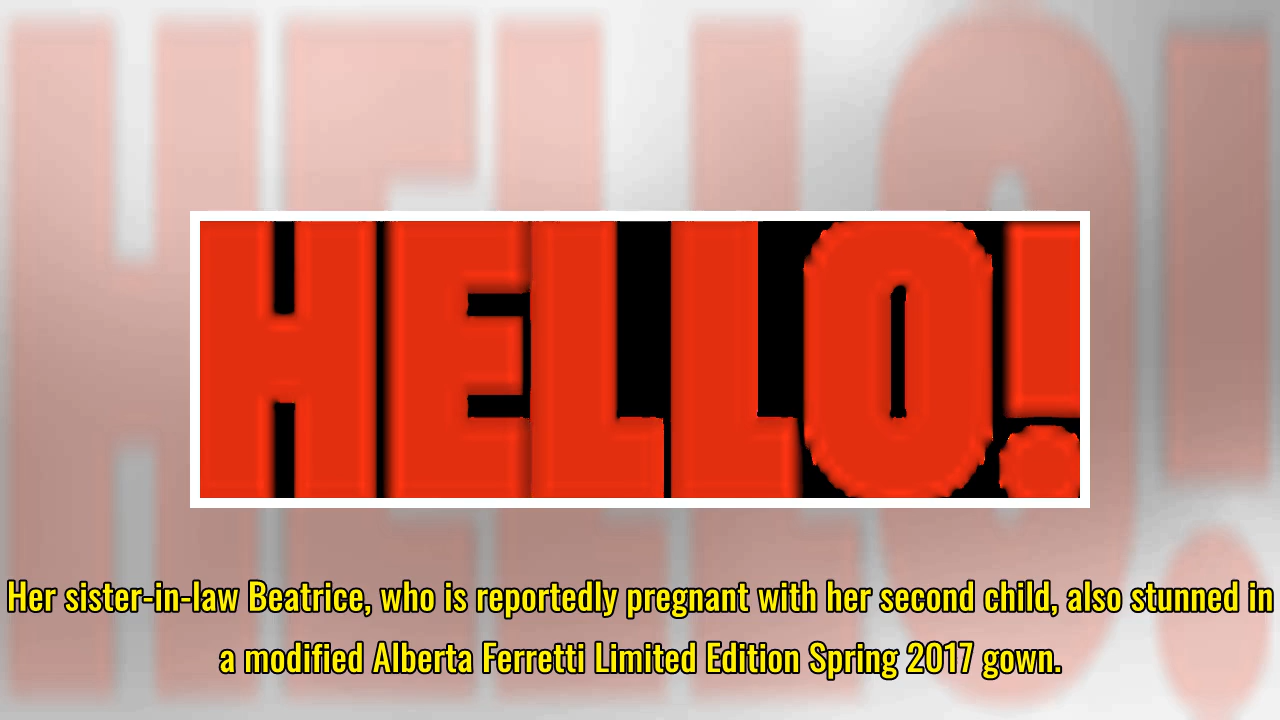 HELLO!
HELLO!
Her sister-in-law Beatrice, who is reportedly pregnant with her second child, also stunned in
a modified Alberta Ferretti Limited Edition Spring 2017 gown.